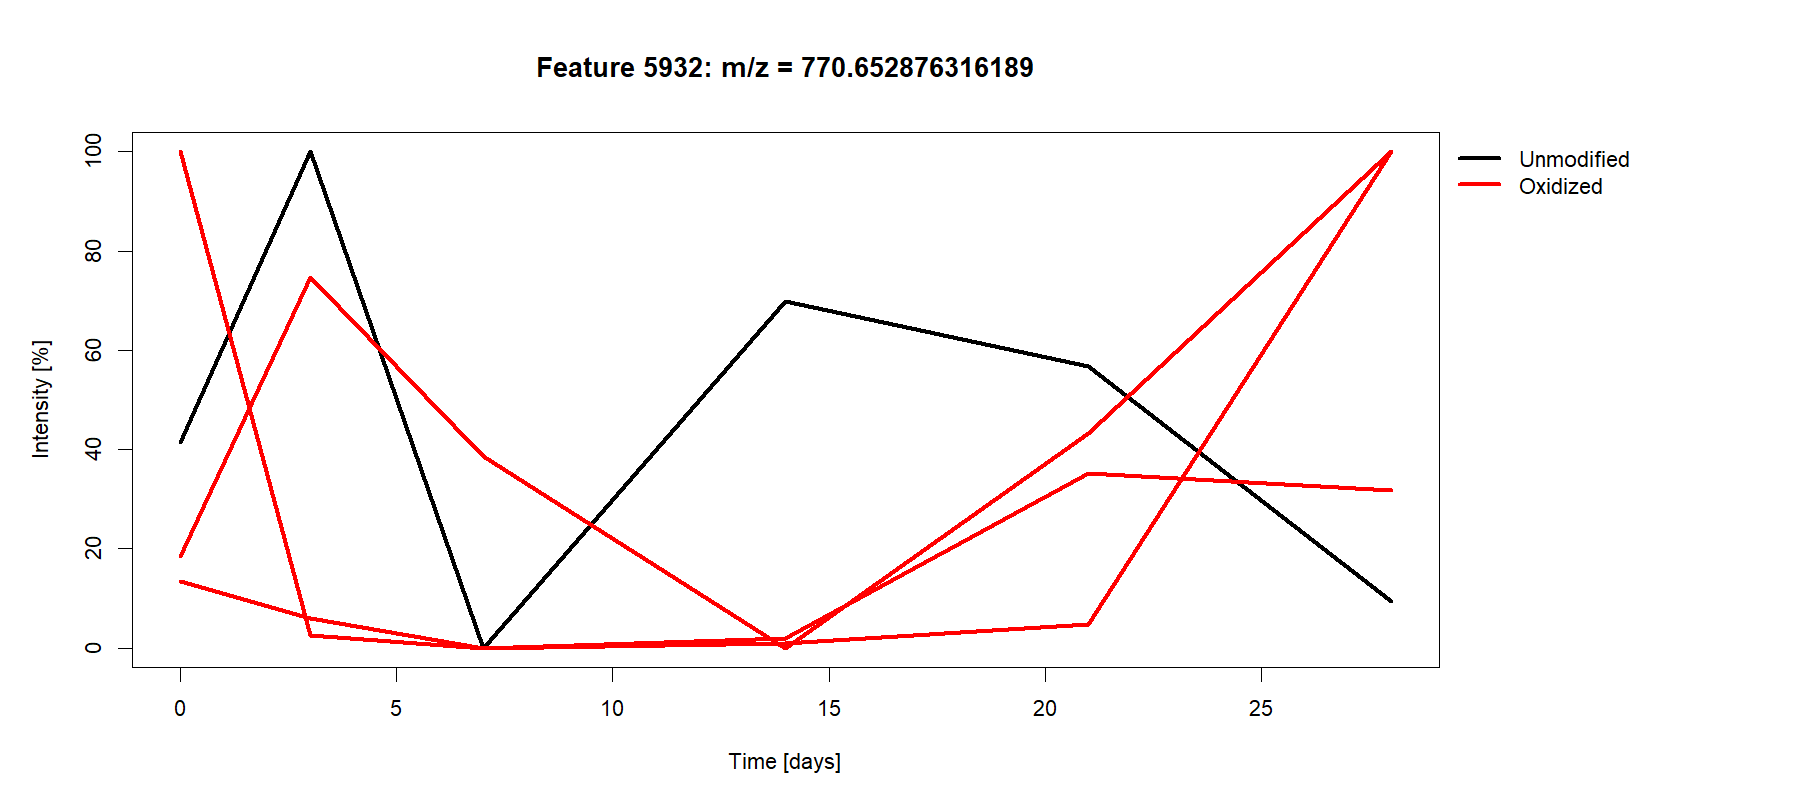 Feature 5932: m/z = 770.652876316189
100
80
60
40
20
0
Intensity [%]
0 5 10 15 20 25
Time [days]
Unmodified
Oxidized